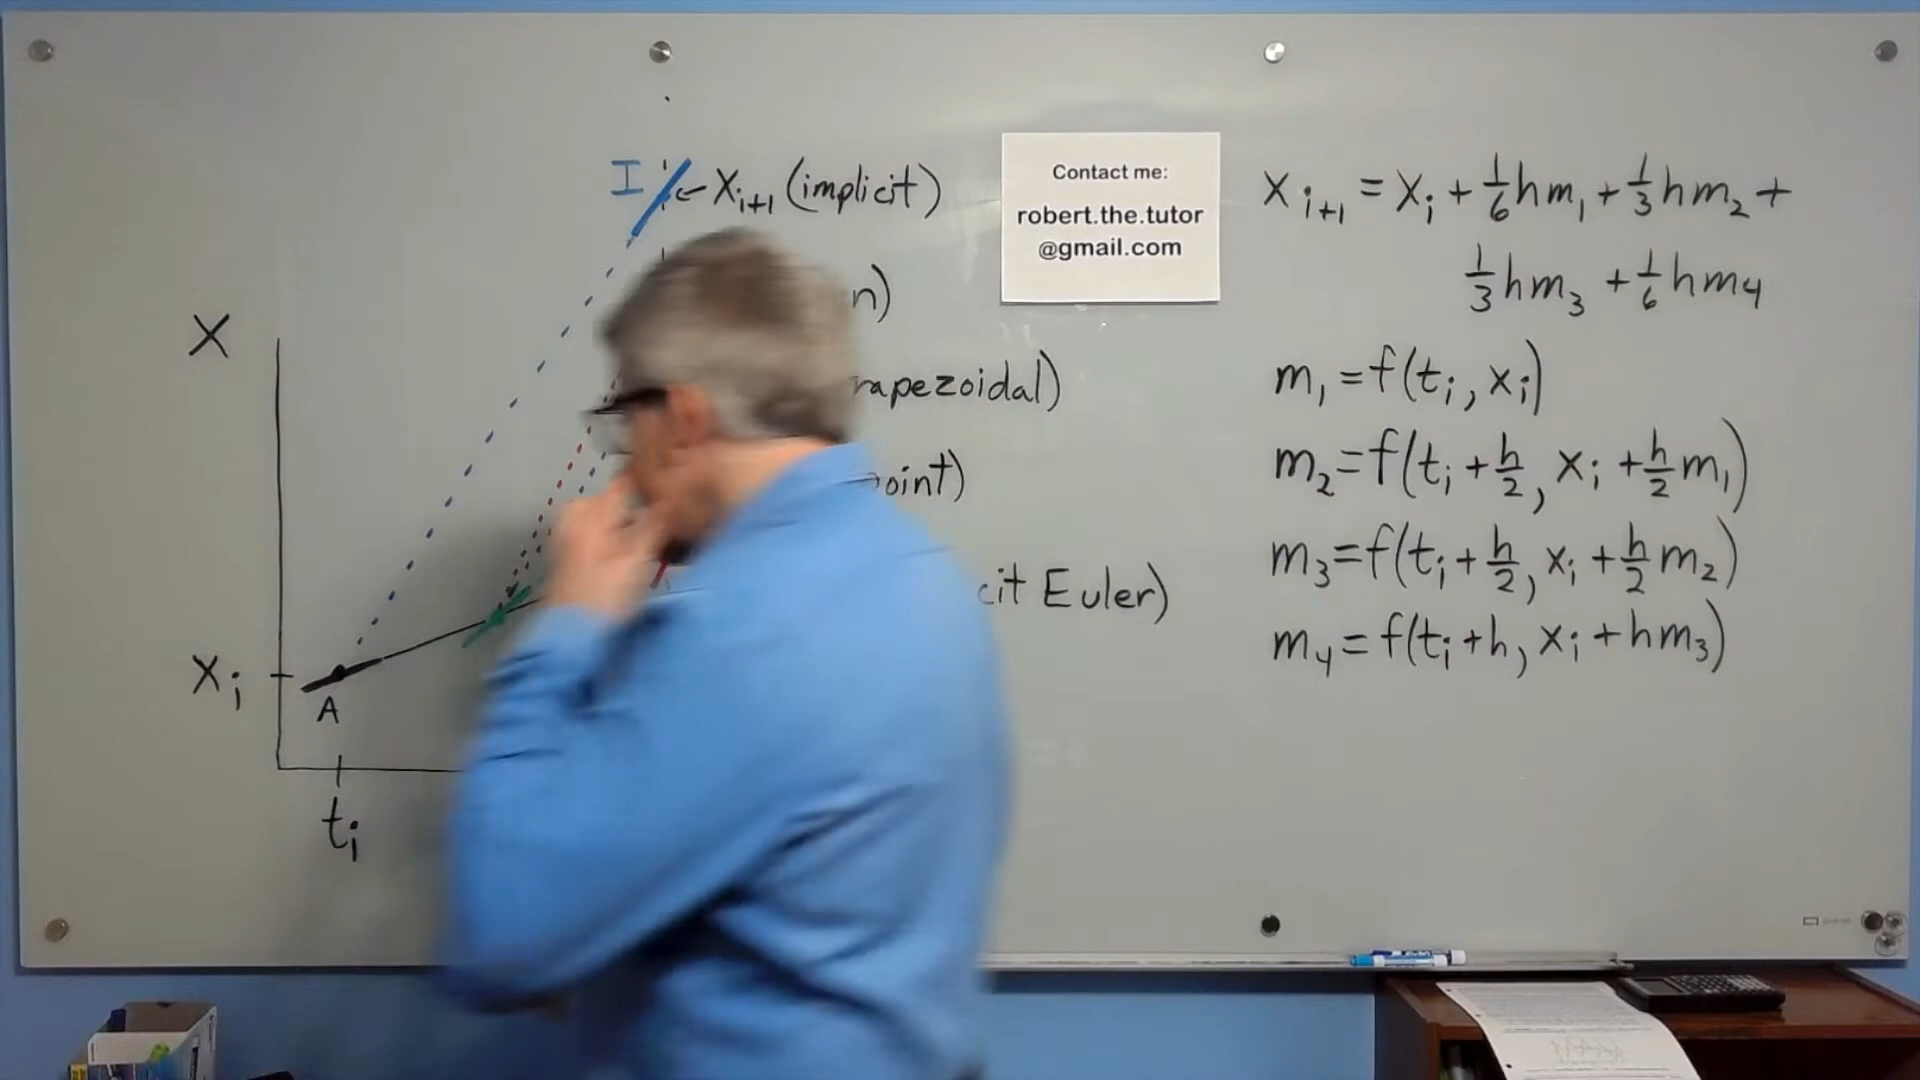 I x_{i+1} (implicit)
n)
rapezoidal)
oint)
cit Euler)
X
x_i
A
t_i
Contact me:
robert.the.tutor
@gmail.com
x_{i+1} = x_i + 1/6 hm_1 + 1/3 hm_2 +
1/3 hm_3 + 1/6 hm_4
m_1 = f(t_i, x_i)
m_2 = f(t_i + h/2, x_i + h/2 m_1)
m_3 = f(t_i + h/2, x_i + h/2 m_2)
m_4 = f(t_i + h, x_i + hm_3)